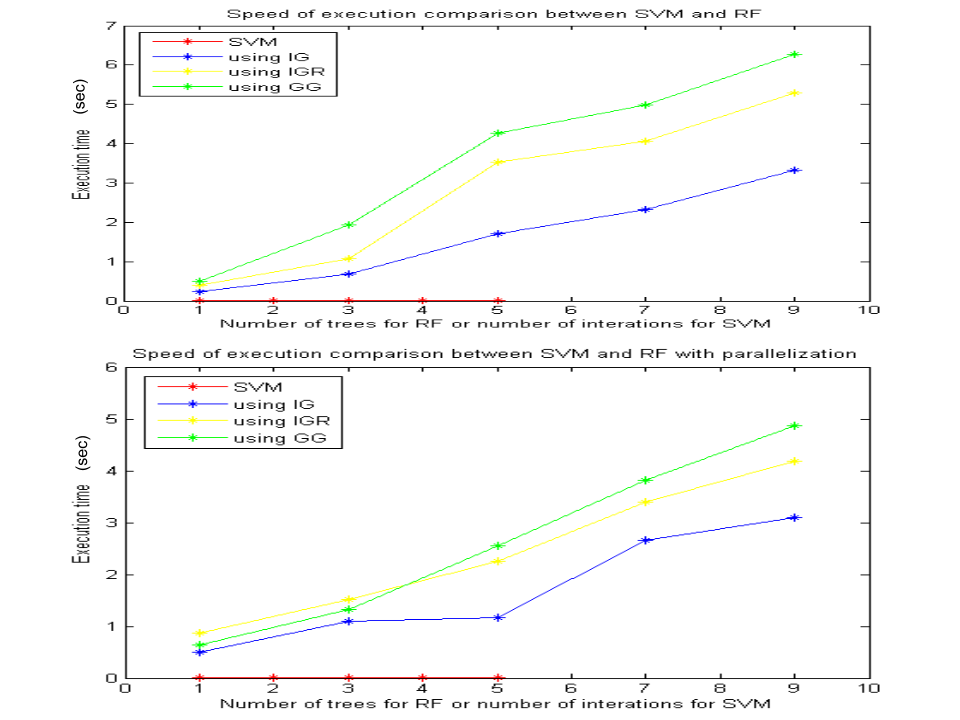 Speed of execution comparison between SVM and RF
7
6
5
4
3
2
1
0
Execution time (sec)
SVM
using IG
using IGR
using GG
0 1 2 3 4 5 6 7 8 9 10
Number of trees for RF or number of interations for SVM
Speed of execution comparison between SVM and RF with parallelization
6
5
4
3
2
1
0
Execution time (sec)
SVM
using IG
using IGR
using GG
0 1 2 3 4 5 6 7 8 9 10
Number of trees for RF or number of interations for SVM